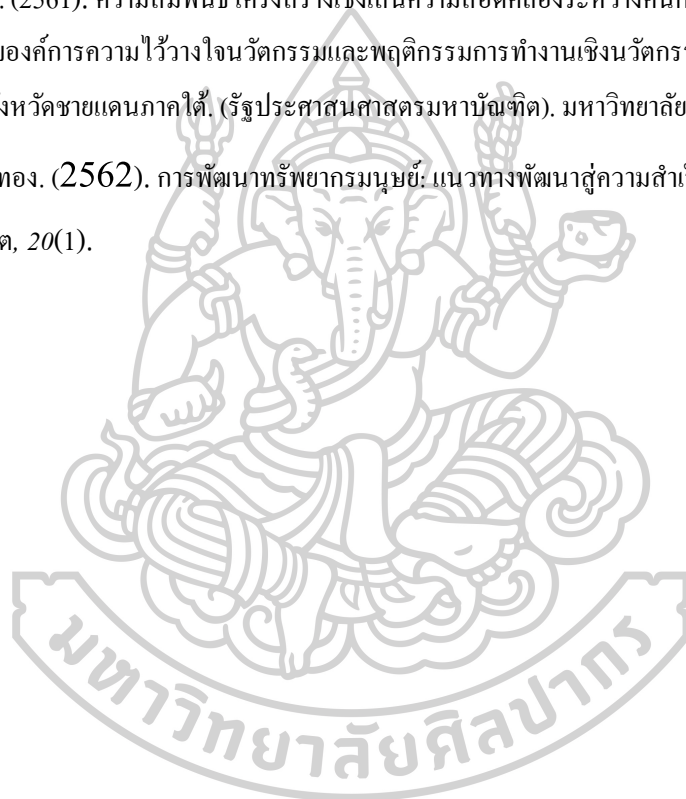 . (2561). ความสัมพันธ์โครงสร้างเชิงเส้นความสอดคล้องระหว่างคนกับ
องค์การความไว้วางใจนวัตกรรมและพฤติกรรมการทำงานเชิงนวัตกรรม
จังหวัดชายแดนภาคใต้. (รัฐประศาสนศาสตรมหาบัณฑิต). มหาวิทยาลัย
ทอง. (2562). การพัฒนาทรัพยากรมนุษย์: แนวทางพัฒนาสู่ความสำเร็จ
ต, 20(1).
มหาวิทยาลัยศิลปากร